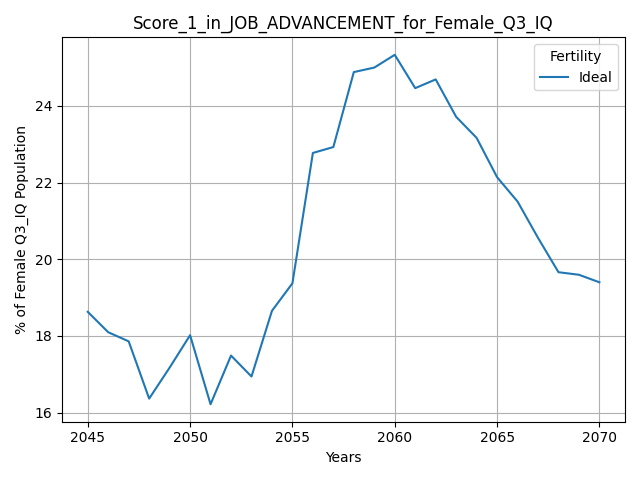 Score_1_in_JOB_ADVANCEMENT_for_Female_Q3_IQ
Fertility
Ideal
% of Female Q3_IQ Population
24
22
20
18
16
2045 2050 2055 2060 2065 2070
Years